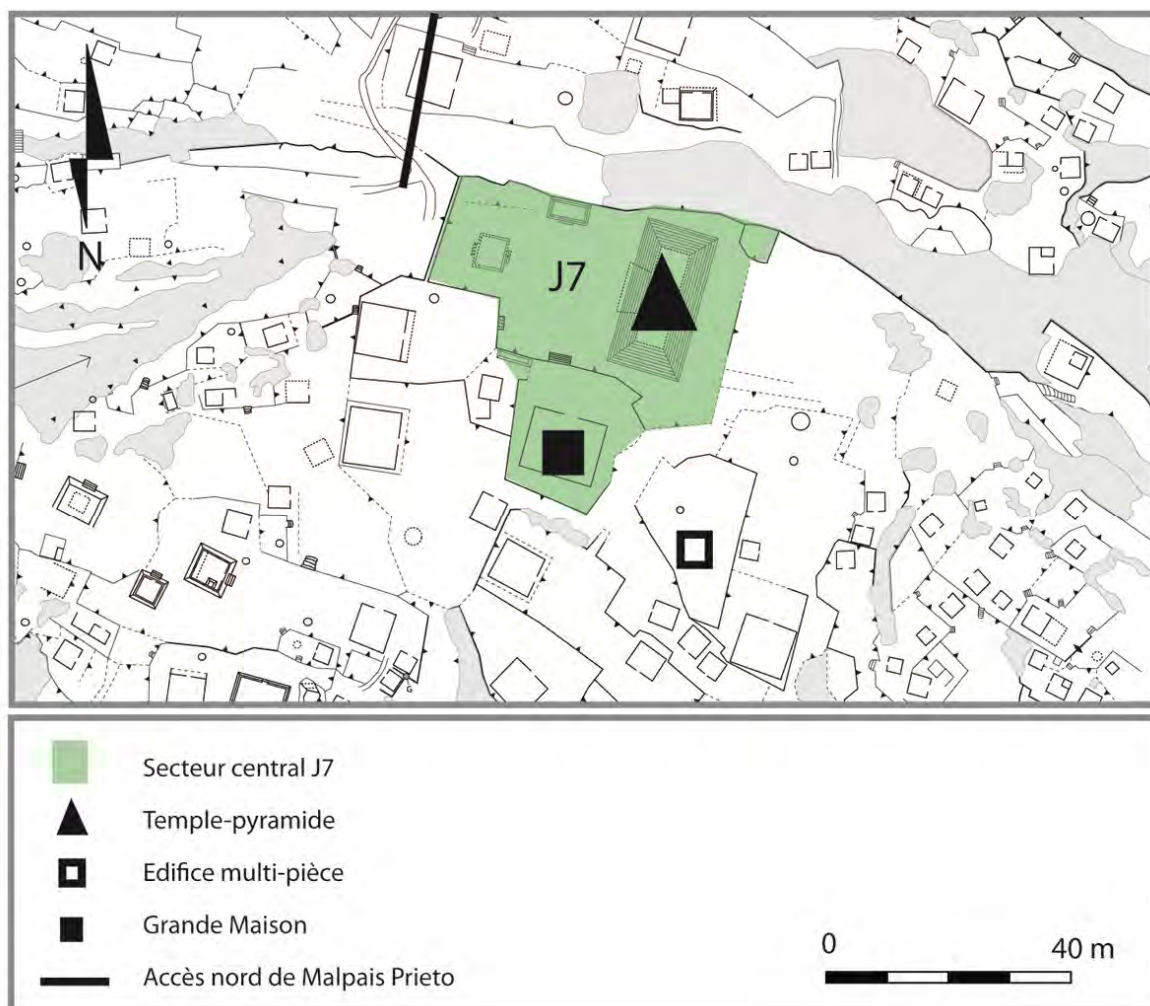 N
J7
Secteur central J7
Temple-pyramide
Edifice multi-pièce
Grande Maison
Accès nord de Malpais Prieto
0 40 m